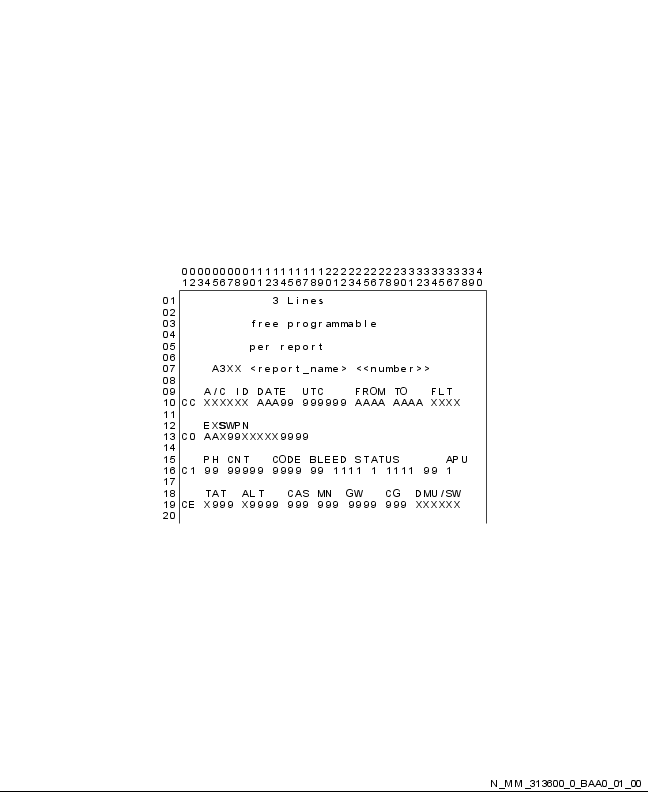 0000000001111111111222222222233333333334
1234567890123456789012345678901234567890
01 3 Lines
02
03 free programmable
04
05 per report
06
07 A3XX <report_name> <<number>>
08
09 A/C ID DATE UTC FROM TO FLT
10 CC XXXXXX AAA99 999999 AAAA AAAA XXXX
11
12 EXSWPN
13 C0 AAX99XXXXX9999
14
15 PH CNT CODE BLEED STATUS APU
16 C1 99 99999 9999 99 1111 1 1111 99 1
17
18 TAT ALT CAS MN GW CG DMU/SW
19 CE X999 X9999 999 999 9999 999 XXXXXX
20
N_MM_313600_0_BAA0_01_00